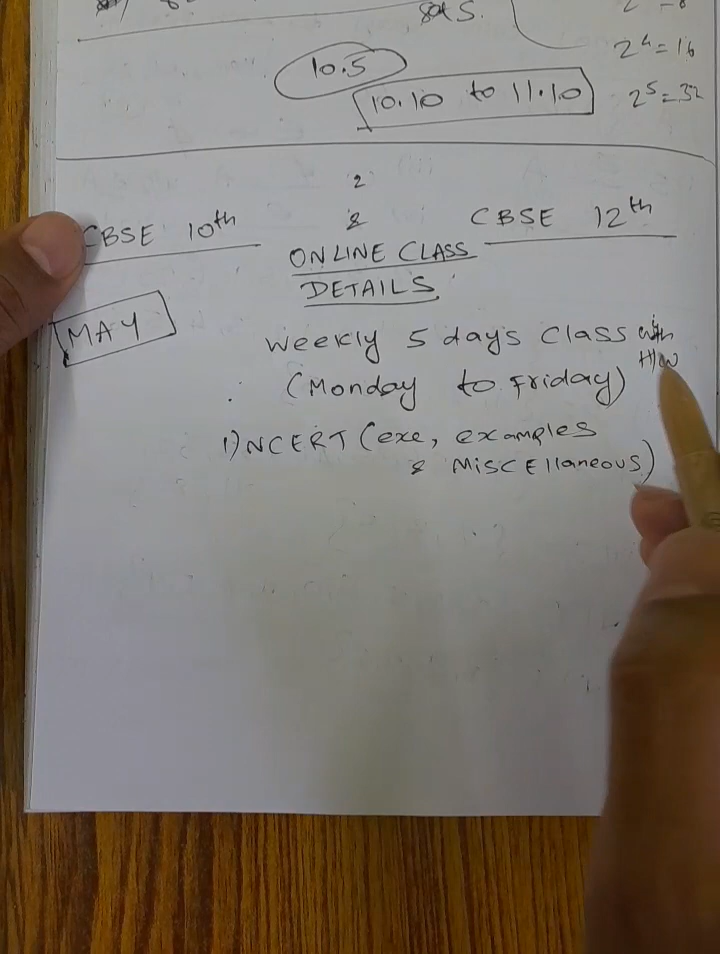 sets.
2⁴ = 16
10.5
10.10 to 11.10
2⁵ = 32
2
CBSE 10th & CBSE 12th
ONLINE CLASS
DETAILS
MAY
Weekly 5 days Class with
H/W
(Monday to Friday)
1) NCERT (exe, examples
& MiSCEllaneous)